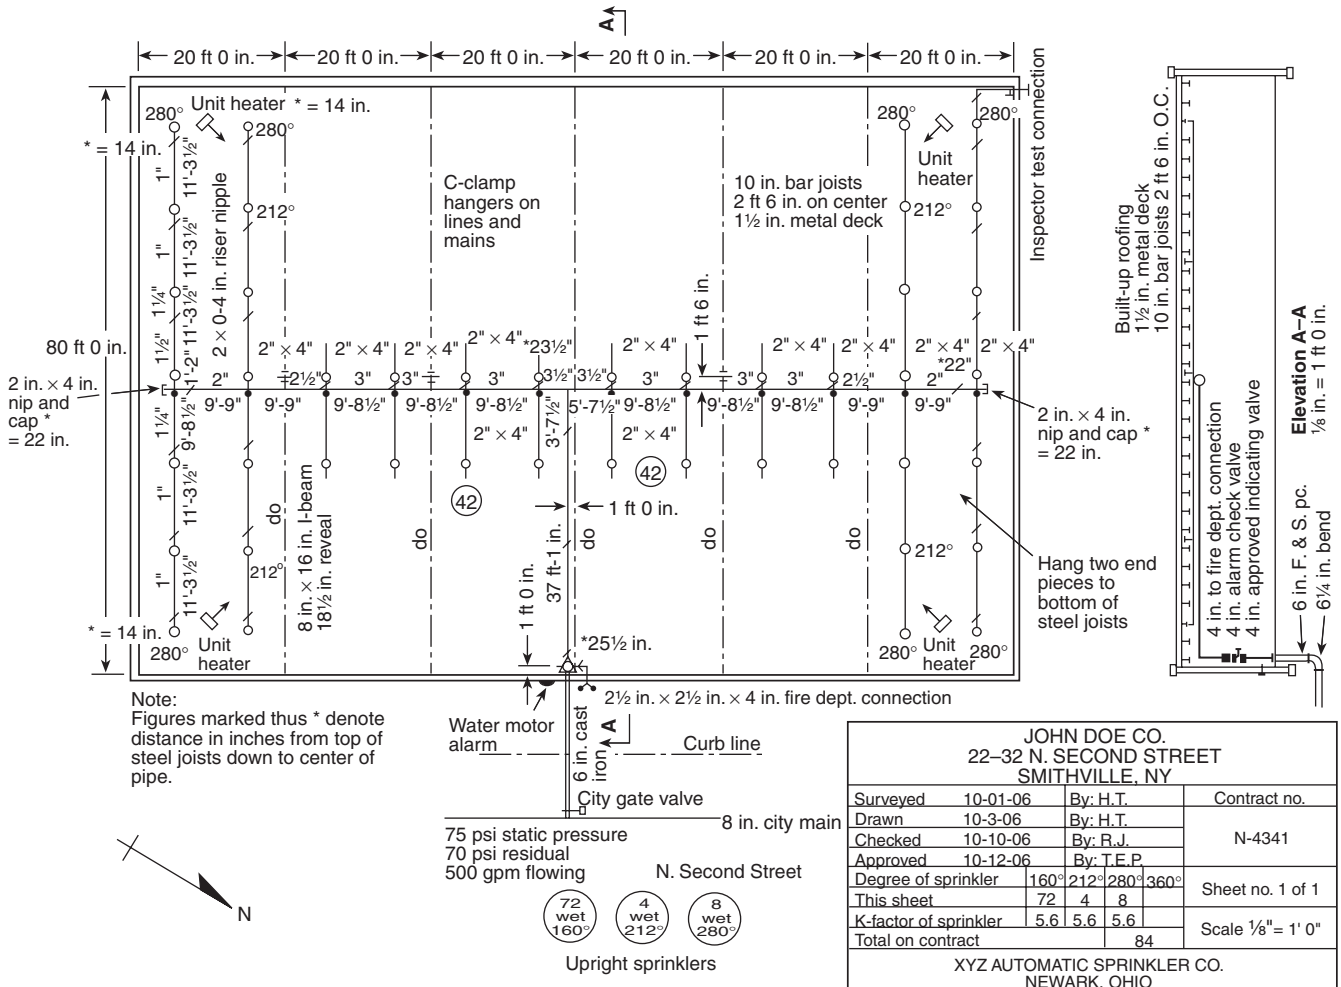 A
20 ft 0 in.
20 ft 0 in.
20 ft 0 in.
20 ft 0 in.
20 ft 0 in.
20 ft 0 in.
280°
Unit heater
* = 14 in.
280°
280°
Inspector test connection
* = 14 in.
Unit
heater
212°
212°
C-clamp
hangers on
lines and
mains
10 in. bar joists
2 ft 6 in. on center
1½ in. metal deck
1"
11'-3½"
1"
11'-3½"
1¼"
11'-3½"
1½"
1'-2"
2 × 0-4 in. riser nipple
80 ft 0 in.
1 ft 6 in.
2" × 4"
2" × 4"
2" × 4"
2" × 4"
*23½"
2" × 4"
2" × 4"
2" × 4"
*22"
2" × 4"
2 in. × 4 in.
nip and
cap *
= 22 in.
2"
2½"
3"
3"
3"
3½"
3½"
3"
3"
3"
2½"
2"
9'-9"
9'-9"
9'-8½"
9'-8½"
9'-8½"
3'-7½"
5'-7½"
9'-8½"
9'-8½"
9'-8½"
9'-9"
9'-9"
2" × 4"
2" × 4"
2 in. × 4 in.
nip and cap *
= 22 in.
1¼"
9'-8½"
1"
11'-3½"
1"
11'-3½"
42
42
1 ft 0 in.
do
do
do
do
do
8 in. × 16 in. I-beam
18½ in. reveal
37 ft-1 in.
1 ft 0 in.
212°
212°
Hang two end
pieces to
bottom of
steel joists
* = 14 in.
280°
Unit
heater
*25½ in.
280°
Unit
heater
280°
Note:
Figures marked thus * denote
distance in inches from top of
steel joists down to center of
pipe.
Water motor
alarm
2½ in. × 2½ in. × 4 in. fire dept. connection
A
6 in. cast
iron
Curb line
City gate valve
8 in. city main
75 psi static pressure
70 psi residual
500 gpm flowing
N. Second Street
N
72
wet
160°
4
wet
212°
8
wet
280°
Upright sprinklers
Built-up roofing
1½ in. metal deck
10 in. bar joists 2 ft 6 in. O.C.
4 in. to fire dept. connection
4 in. alarm check valve
4 in. approved indicating valve
Elevation A–A
⅛ in. = 1 ft 0 in.
6 in. F. & S. pc.
6¼ in. bend
JOHN DOE CO.
22–32 N. SECOND STREET
SMITHVILLE, NY
Surveyed 10-01-06 By: H.T. Contract no.
Drawn 10-3-06 By: H.T.
Checked 10-10-06 By: R.J. N-4341
Approved 10-12-06 By: T.E.P.
Degree of sprinkler 160° 212° 280° 360° Sheet no. 1 of 1
This sheet 72 4 8
K-factor of sprinkler 5.6 5.6 5.6 Scale ⅛"= 1' 0"
Total on contract 84
XYZ AUTOMATIC SPRINKLER CO.
NEWARK, OHIO